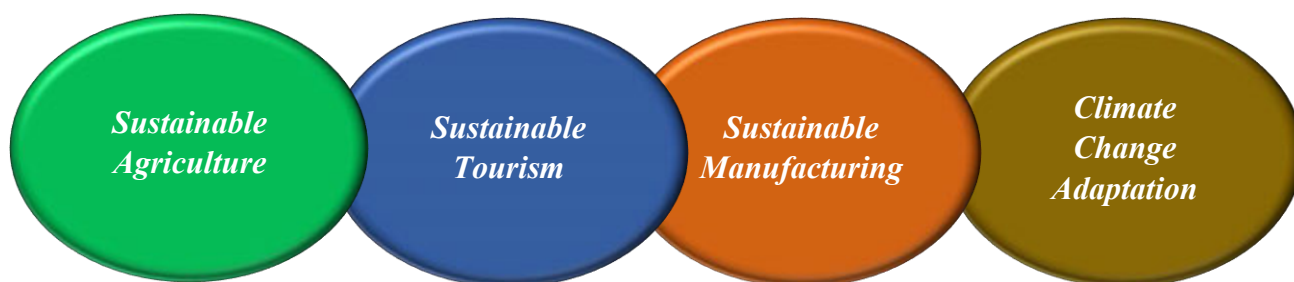 Sustainable
Agriculture
Sustainable
Tourism
Sustainable
Manufacturing
Climate
Change
Adaptation